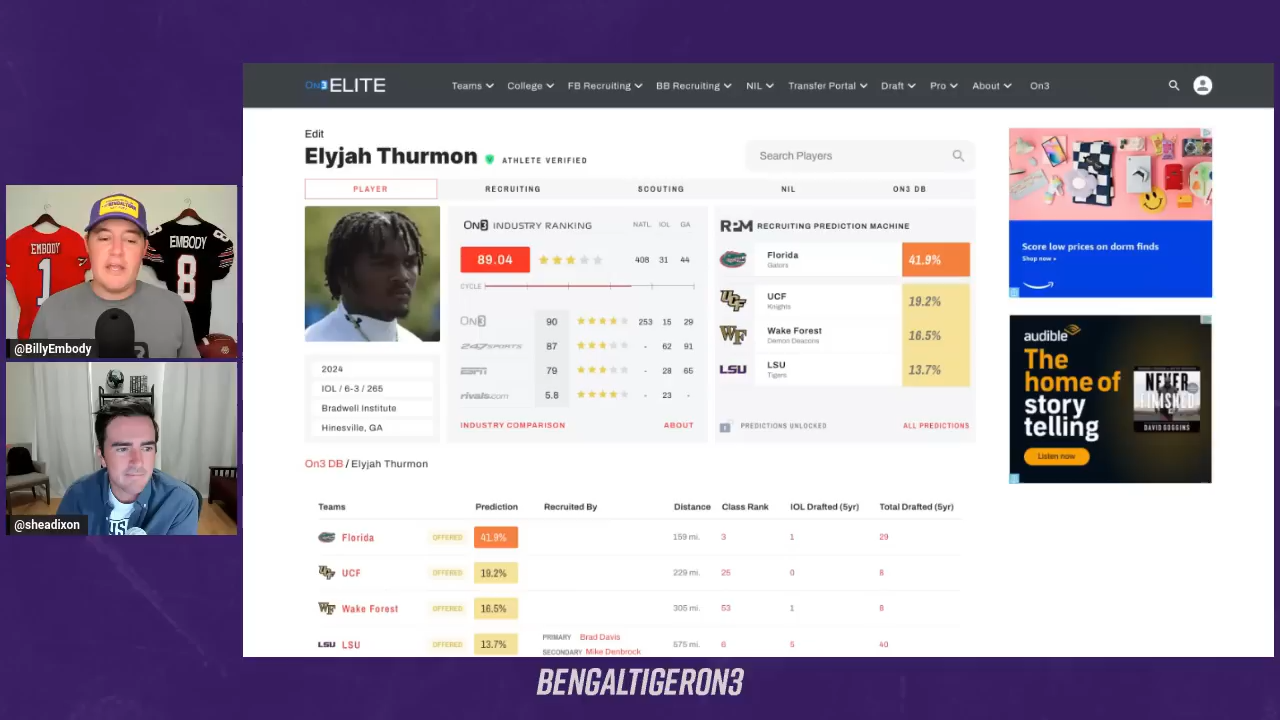 On3 ELITE
Teams College FB Recruiting BB Recruiting NIL Transfer Portal Draft Pro About On3
Edit
Elyjah Thurmon ATHLETE VERIFIED
Search Players
PLAYER RECRUITING SCOUTING NIL ON3 DB
On3 INDUSTRY RANKING NATL. IOL GA
89.04 408 31 44
CYCLE
On3 90 253 15 29
247SPORTS 87 - 62 91
ESPN 79 - 28 65
rivals.com 5.8 - 23 -
INDUSTRY COMPARISON ABOUT
2024
IOL / 6-3 / 265
Bradwell Institute
Hinesville, GA
RPM RECRUITING PREDICTION MACHINE
Florida 41.9%
Gators
UCF 19.2%
Knights
WF Wake Forest 16.5%
Demon Deacons
LSU LSU 13.7%
Tigers
PREDICTIONS UNLOCKED ALL PREDICTIONS
On3 DB / Elyjah Thurmon
Teams Prediction Recruited By Distance Class Rank IOL Drafted (5yr) Total Drafted (5yr)
Florida OFFERED 41.9% 159 mi. 3 1 29
UCF OFFERED 19.2% 229 mi. 25 0 8
WF Wake Forest OFFERED 16.5% 305 mi. 53 1 8
LSU LSU OFFERED 13.7% PRIMARY Brad Davis 575 mi. 6 5 40
SECONDARY Mike Denbrock
Score low prices on dorm finds
Shop now ▸
audible
The
home of
story
telling
Listen now
NEVER
FINISHED
DAVID GOGGINS
EMBODY
1
EMBODY
8
@BillyEmbody
@sheadixon
BENGALTIGERON3